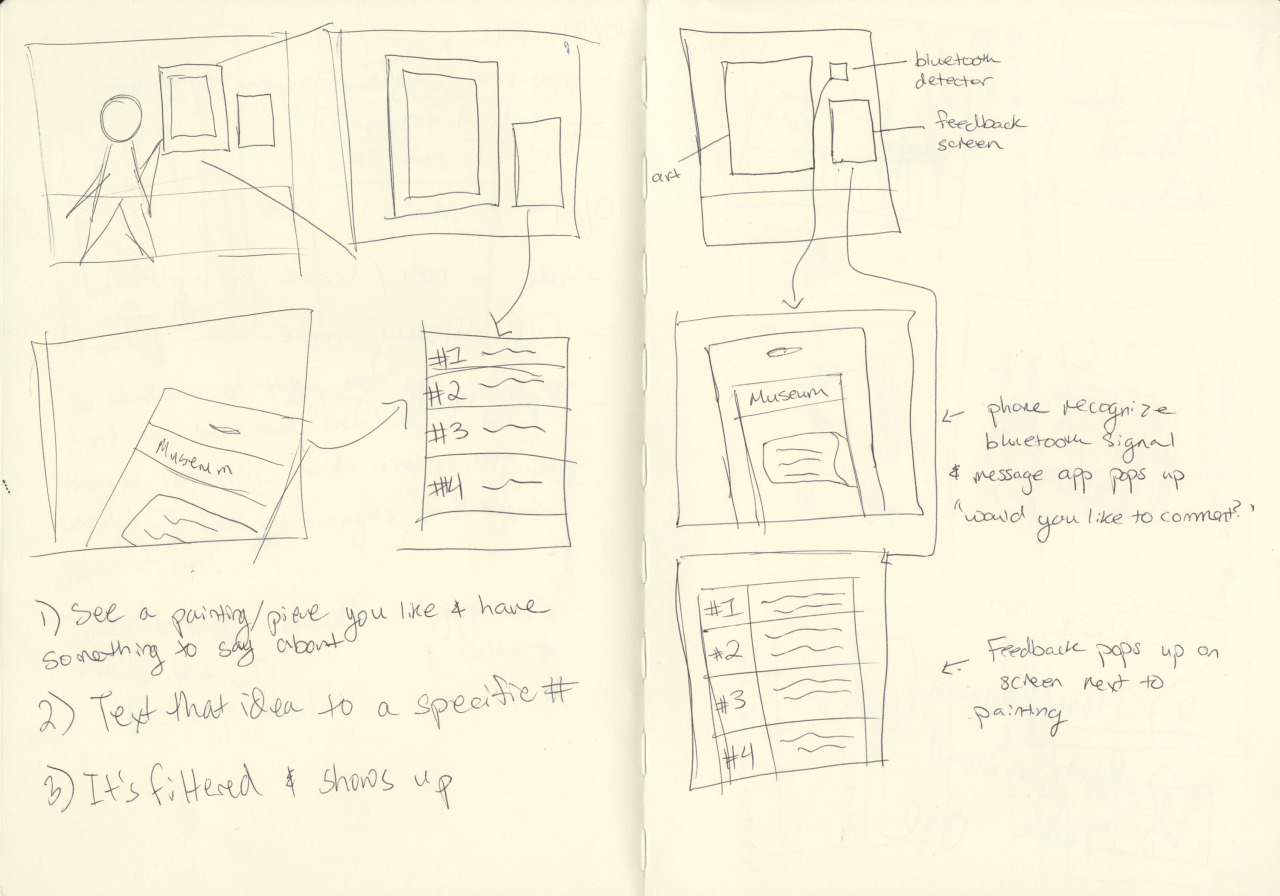 Museum
#1
#2
#3
#4
1) See a painting/piece you like & have
something to say about
2) Text that idea to a specific #
3) It's filtered & shows up
bluetooth
detector
feedback
screen
art
Museum
phone recognize
bluetooth signal
& message app pops up
"would you like to comment?"
#1
#2
#3
#4
Feedback pops up on
screen next to
painting